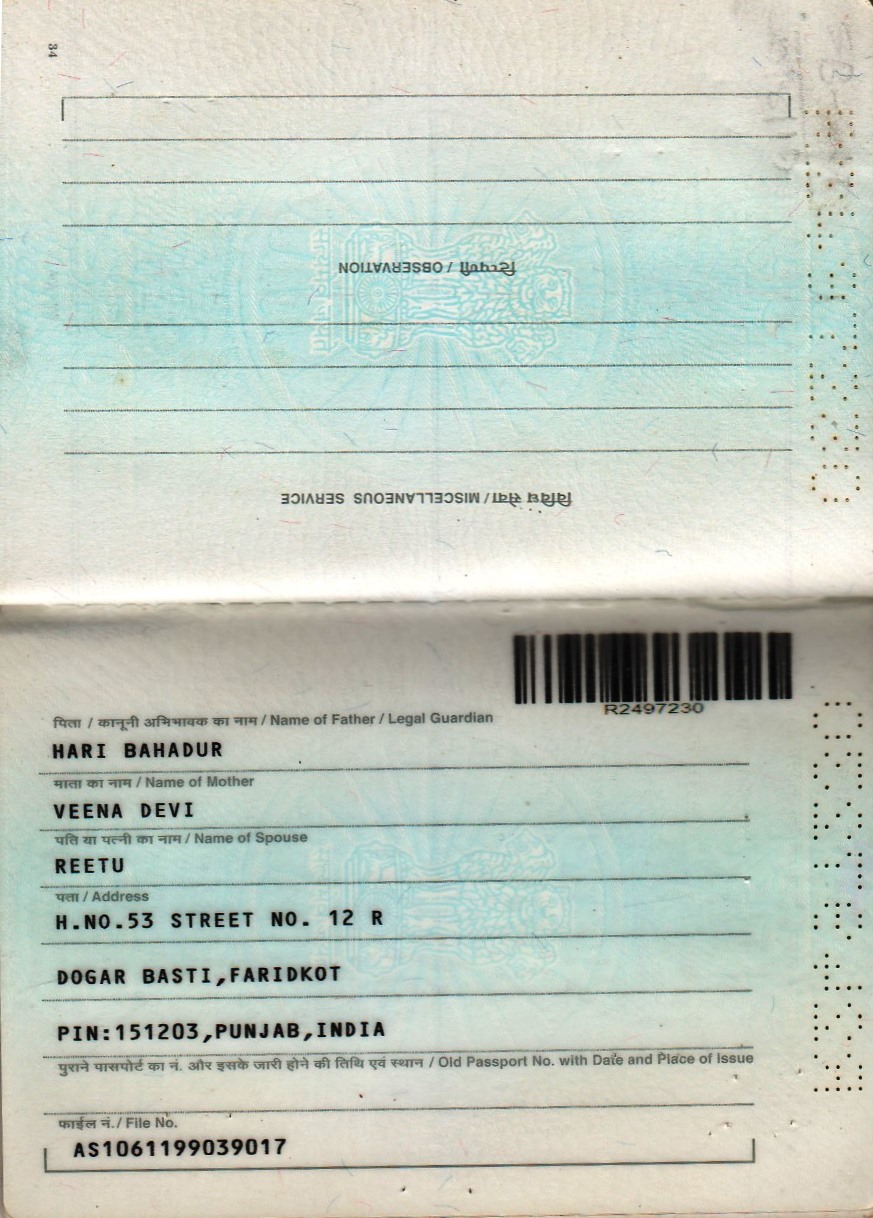 34
टिप्पणी / OBSERVATION
विविध सेवा / MISCELLANEOUS SERVICE
R2497230
पिता / कानूनी अभिभावक का नाम / Name of Father / Legal Guardian
HARI BAHADUR
माता का नाम / Name of Mother
VEENA DEVI
पति या पत्नी का नाम / Name of Spouse
REETU
पता / Address
H.NO.53 STREET NO. 12 R
DOGAR BASTI,FARIDKOT
PIN:151203,PUNJAB,INDIA
पुराने पासपोर्ट का नं. और इसके जारी होने की तिथि एवं स्थान / Old Passport No. with Date and Place of Issue
फाईल नं./ File No.
AS1061199039017